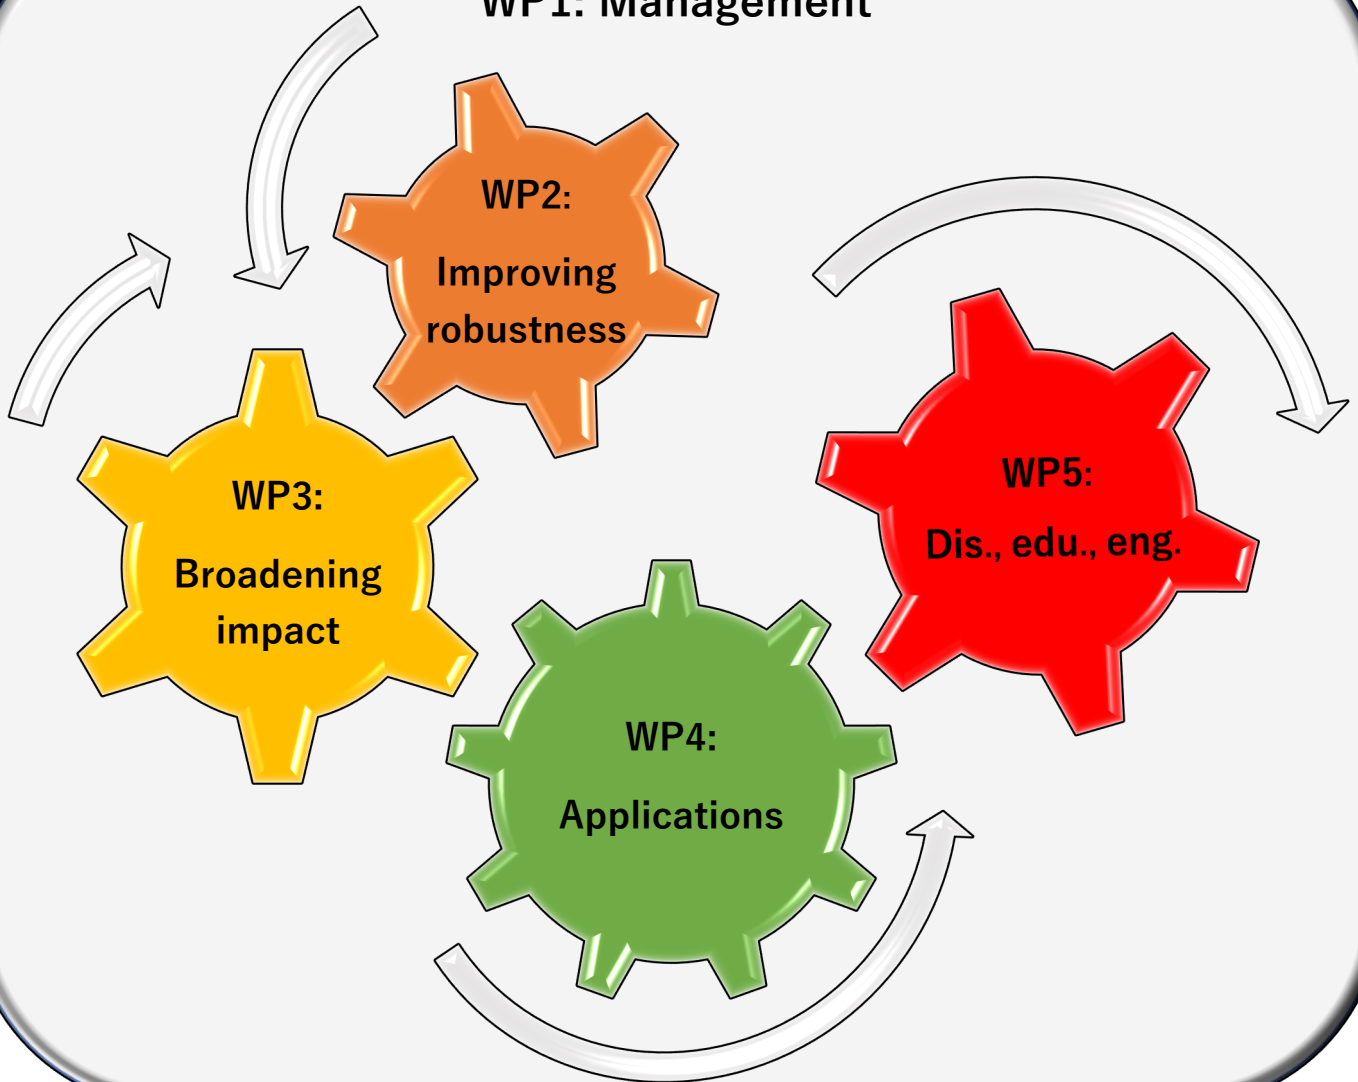 WP1: Management
WP2:
Improving
robustness
WP3:
Broadening
impact
WP5:
Dis., edu., eng.
WP4:
Applications